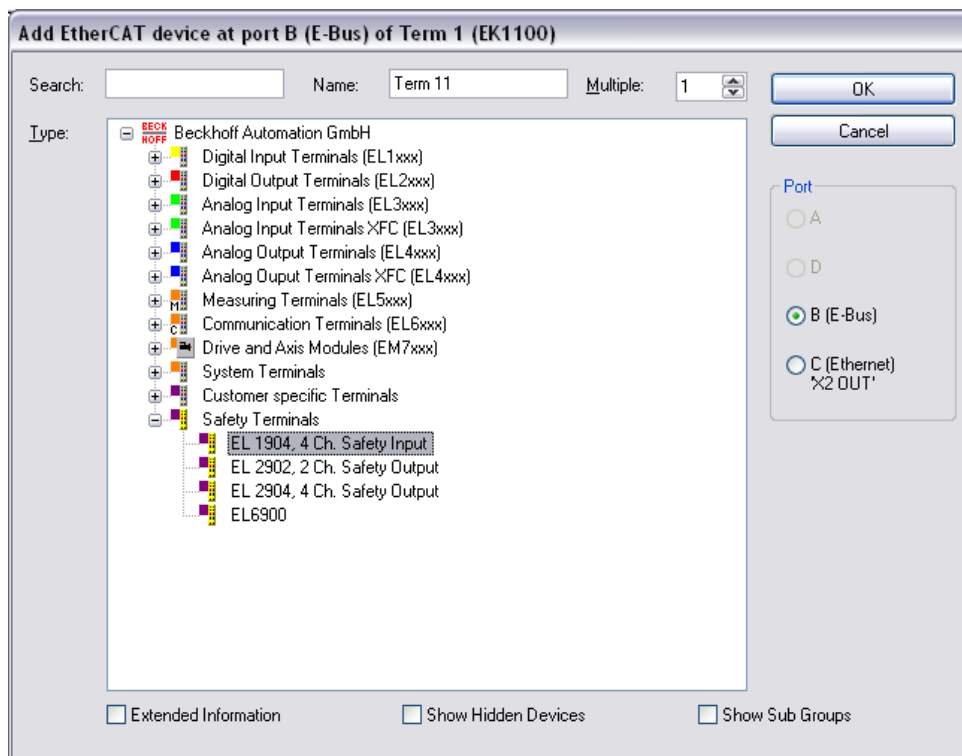 Add EtherCAT device at port B (E-Bus) of Term 1 (EK1100)
Search:
Name:
Term 11
Multiple:
1
OK
Type:
BECK
HOFF
Beckhoff Automation GmbH
Cancel
Digital Input Terminals (EL1xxx)
Digital Output Terminals (EL2xxx)
Analog Input Terminals (EL3xxx)
Analog Input Terminals XFC (EL3xxx)
Analog Output Terminals (EL4xxx)
Analog Ouput Terminals XFC (EL4xxx)
M
Measuring Terminals (EL5xxx)
C
Communication Terminals (EL6xxx)
Drive and Axis Modules (EM7xxx)
System Terminals
Customer specific Terminals
Safety Terminals
EL 1904, 4 Ch. Safety Input
EL 2902, 2 Ch. Safety Output
EL 2904, 4 Ch. Safety Output
EL6900
Port
A
D
B (E-Bus)
C (Ethernet)
'X2 OUT'
Extended Information
Show Hidden Devices
Show Sub Groups